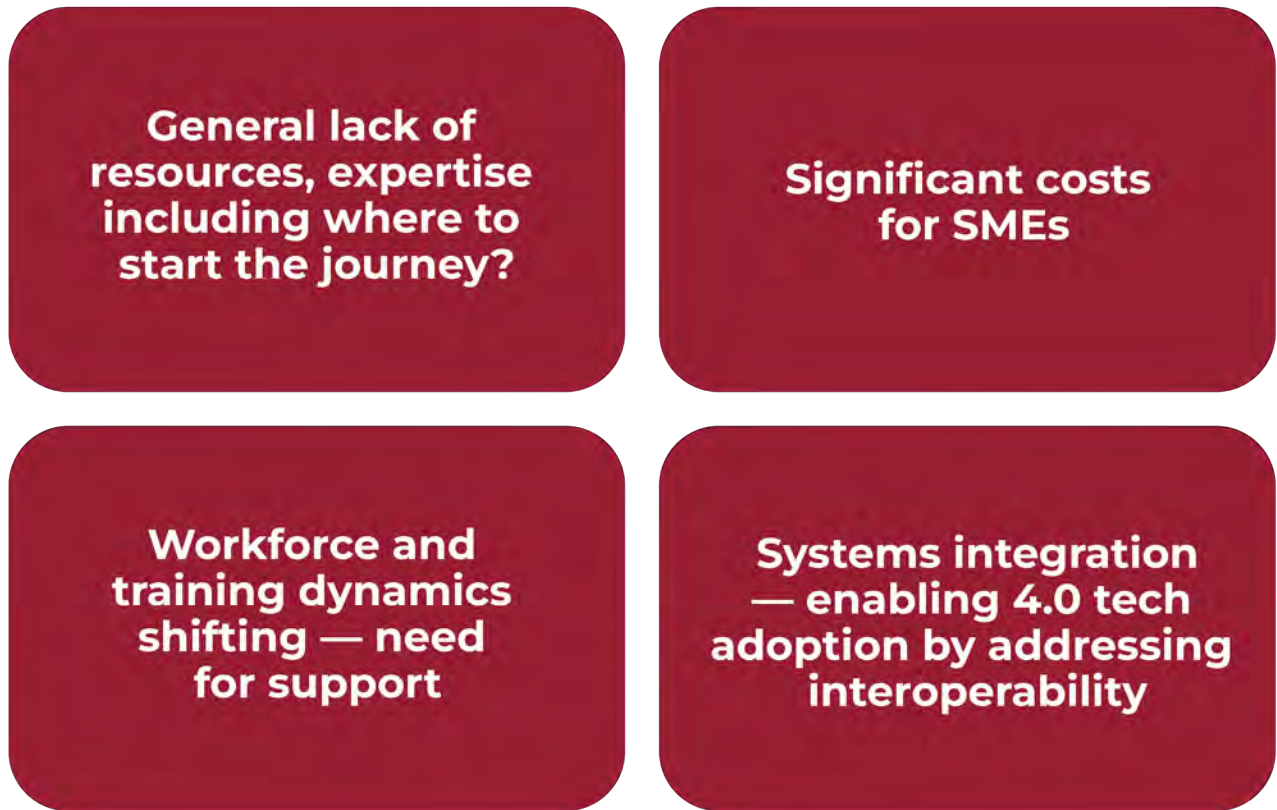 General lack of
resources, expertise
including where to
start the journey?
Significant costs
for SMEs
Workforce and
training dynamics
shifting — need
for support
Systems integration
— enabling 4.0 tech
adoption by addressing
interoperability